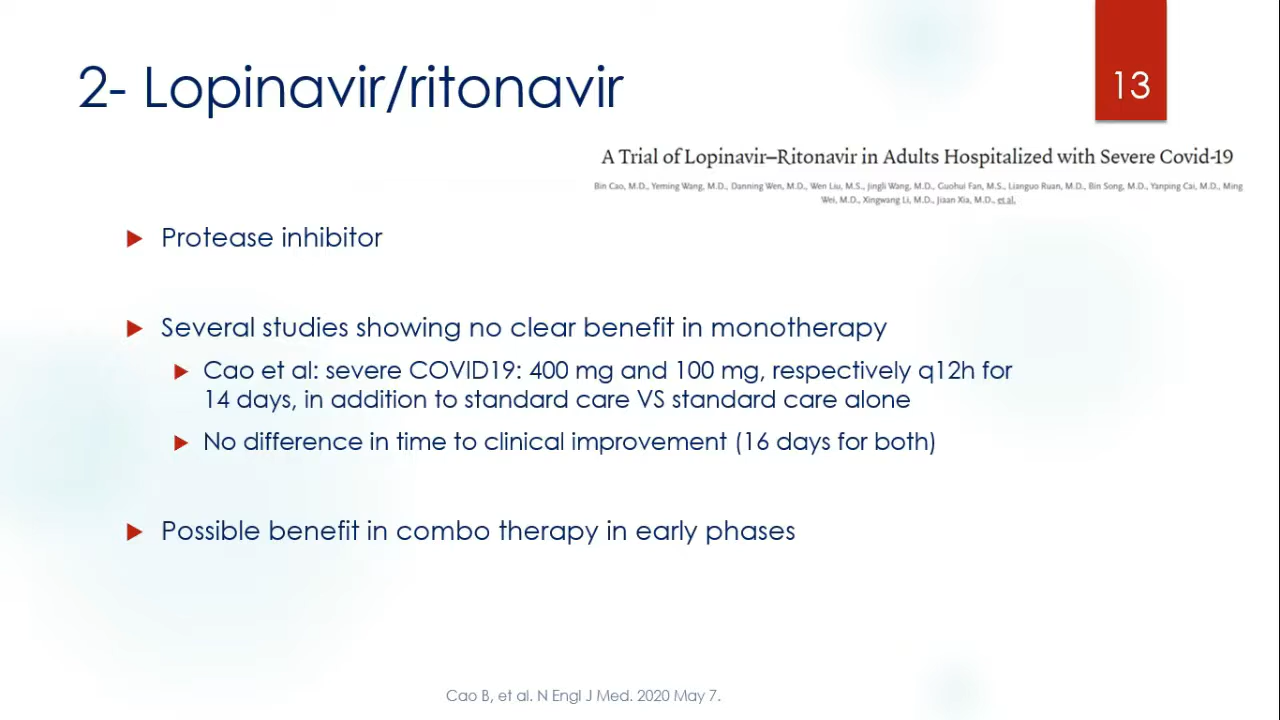 2- Lopinavir/ritonavir
13
A Trial of Lopinavir–Ritonavir in Adults Hospitalized with Severe Covid-19
Bin Cao, M.D., Yeming Wang, M.D., Danning Wen, M.D., Wen Liu, M.S., Jingli Wang, M.D., Guohui Fan, M.S., Lianguo Ruan, M.D., Bin Song, M.D., Yanping Cai, M.D., Ming
Wei, M.D., Xingwang Li, M.D., Jiaan Xia, M.D., et al.
Protease inhibitor
Several studies showing no clear benefit in monotherapy
Cao et al: severe COVID19: 400 mg and 100 mg, respectively q12h for
14 days, in addition to standard care VS standard care alone
No difference in time to clinical improvement (16 days for both)
Possible benefit in combo therapy in early phases
Cao B, et al. N Engl J Med. 2020 May 7.